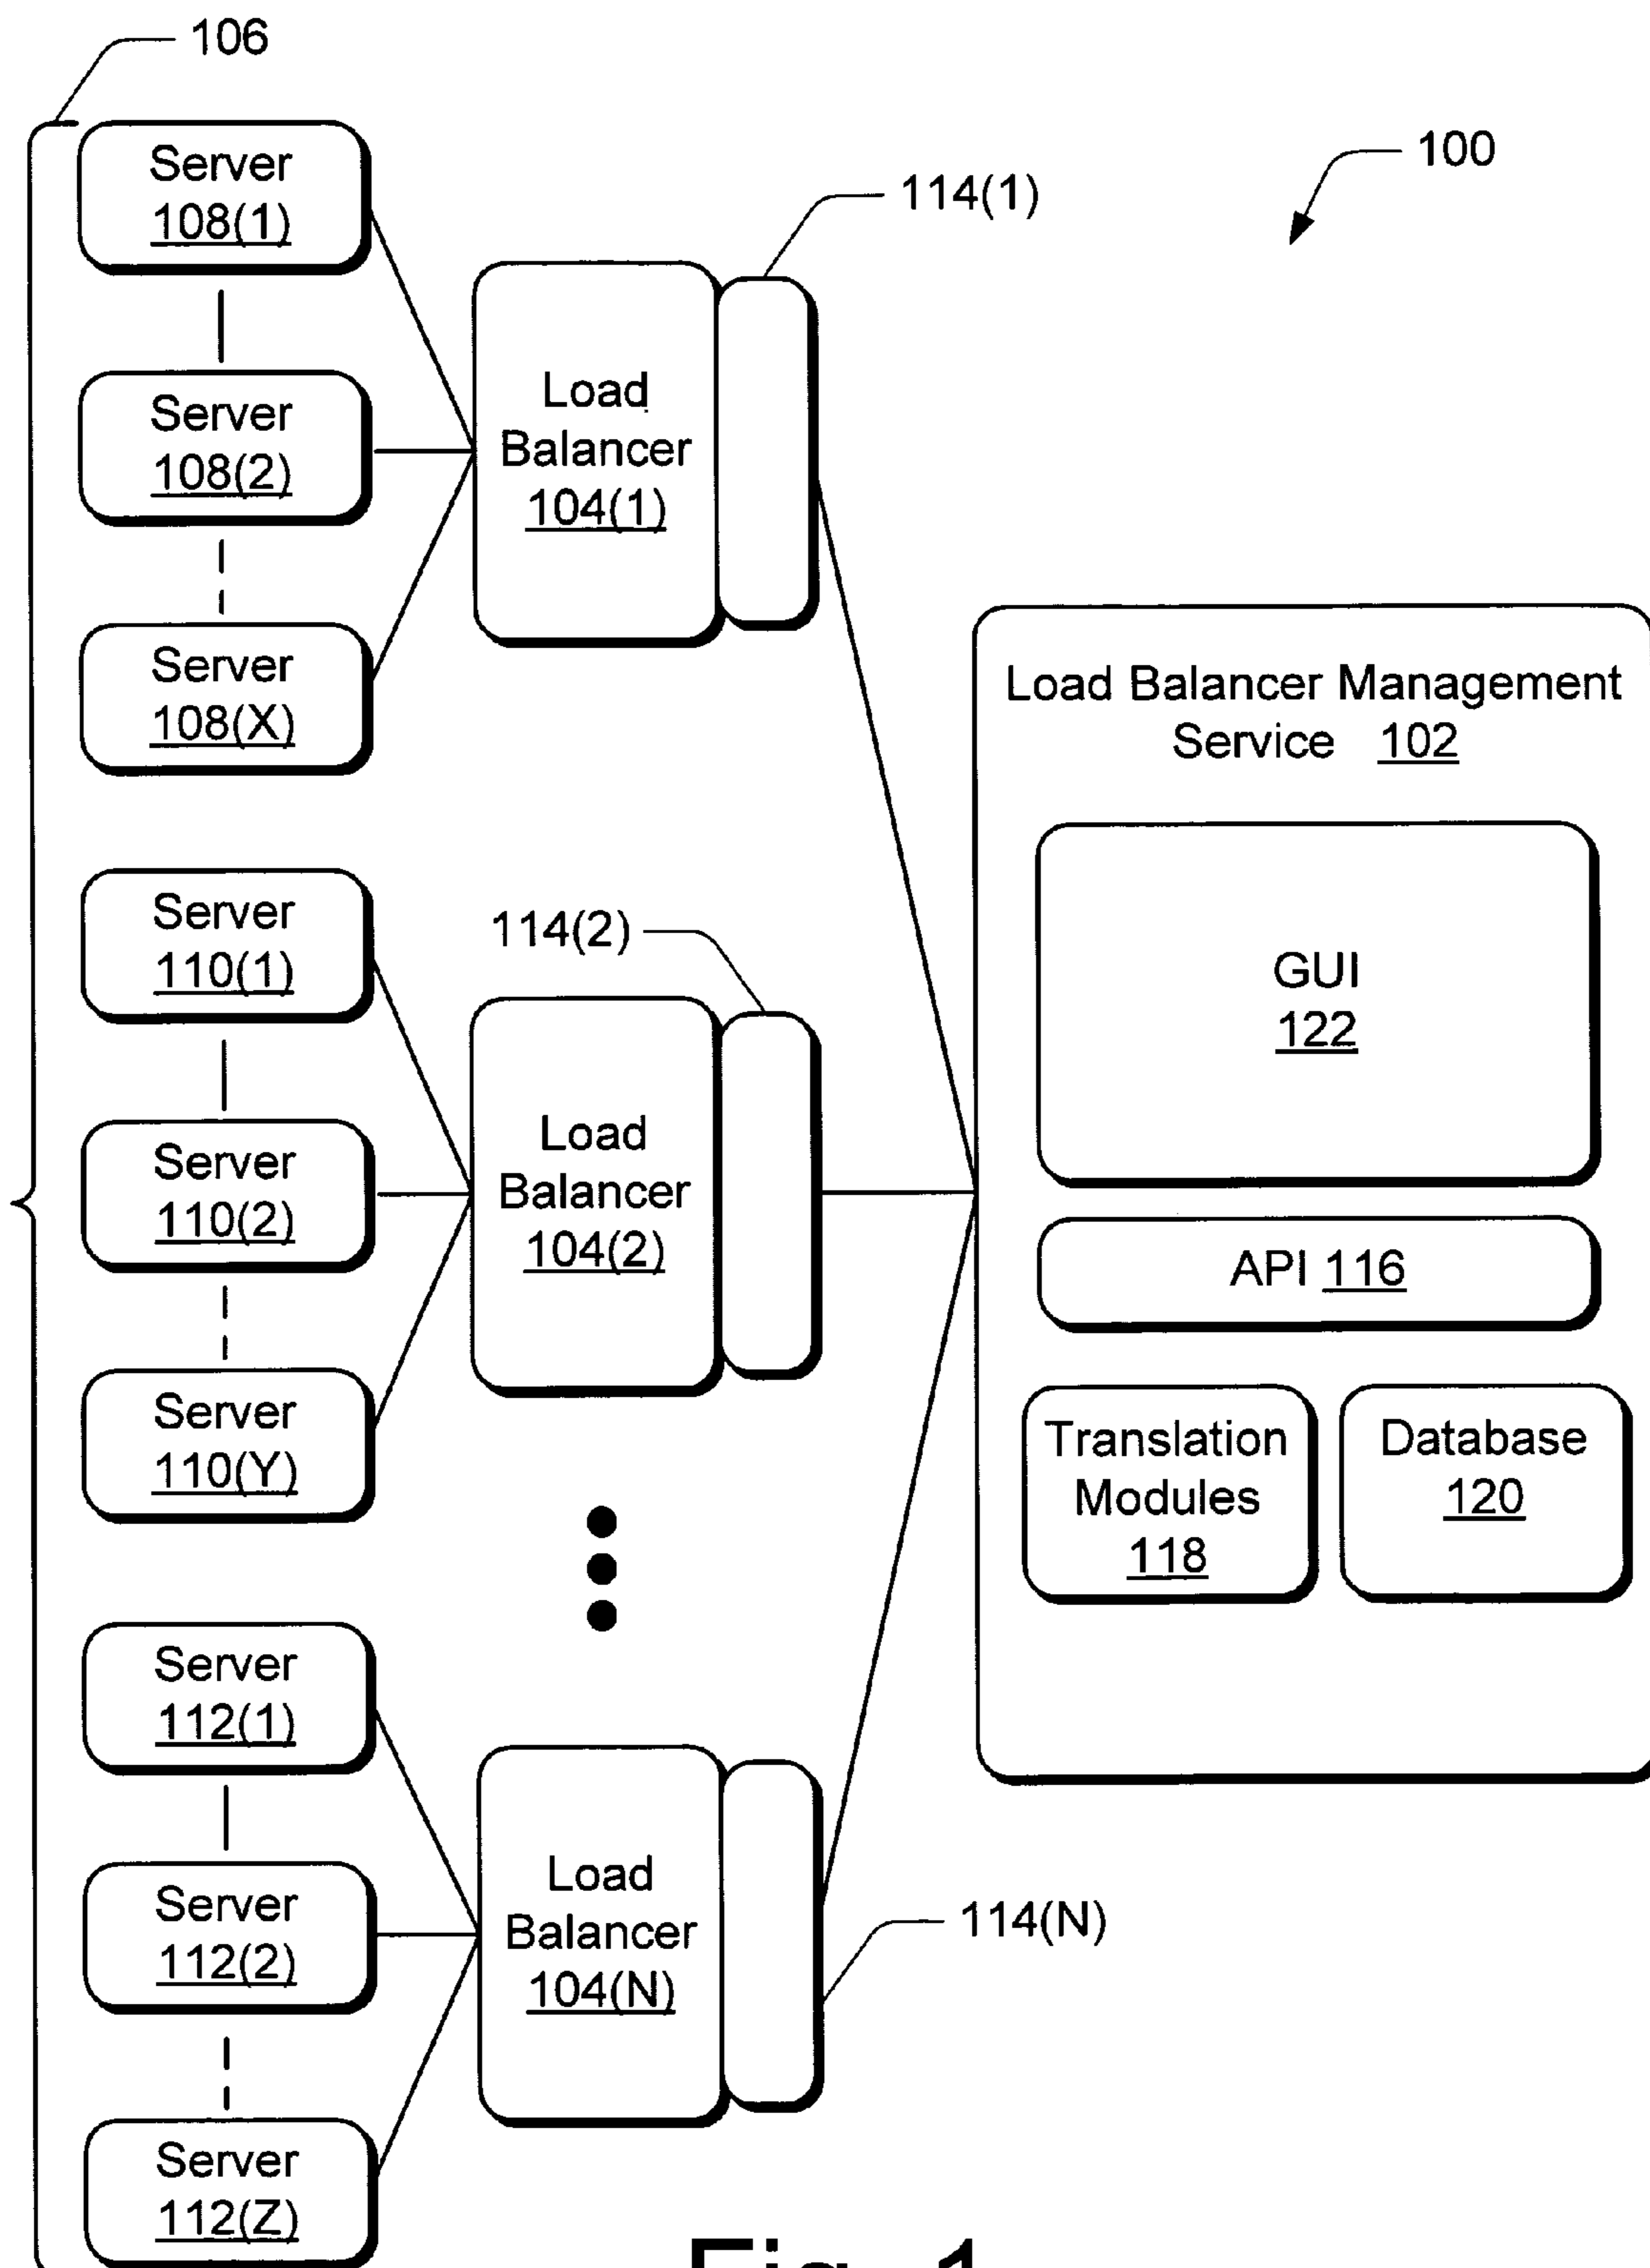 106
100
Server
108(1)
114(1)
Server
108(2)
Load
Balancer
104(1)
Server
108(X)
Load Balancer Management
Service 102
Server
110(1)
114(2)
GUI
122
Server
110(2)
Load
Balancer
104(2)
API 116
Server
110(Y)
Translation
Modules
118
Database
120
Server
112(1)
Server
112(2)
Load
Balancer
104(N)
114(N)
Server
112(Z)
Fig. 1